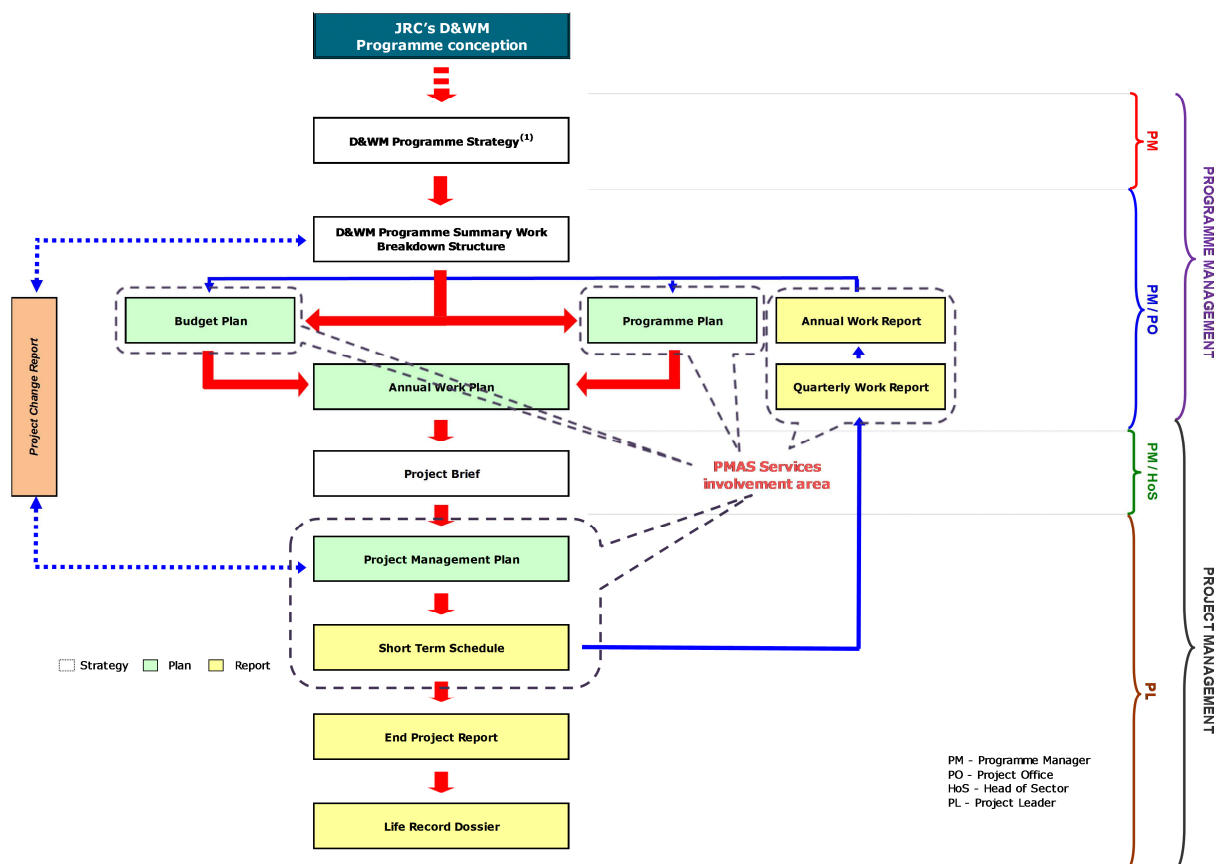 JRC's D&WM
Programme conception
D&WM Programme Strategy(1)
D&WM Programme Summary Work
Breakdown Structure
Budget Plan
Programme Plan
Annual Work Report
Annual Work Plan
Quarterly Work Report
Project Brief
PMAS Services
involvement area
Project Management Plan
Short Term Schedule
End Project Report
Life Record Dossier
Project Change Report
Strategy
Plan
Report
PM
PM / PO
PM / HoS
PL
PROGRAMME MANAGEMENT
PROJECT MANAGEMENT
PM - Programme Manager
PO - Project Office
HoS - Head of Sector
PL - Project Leader